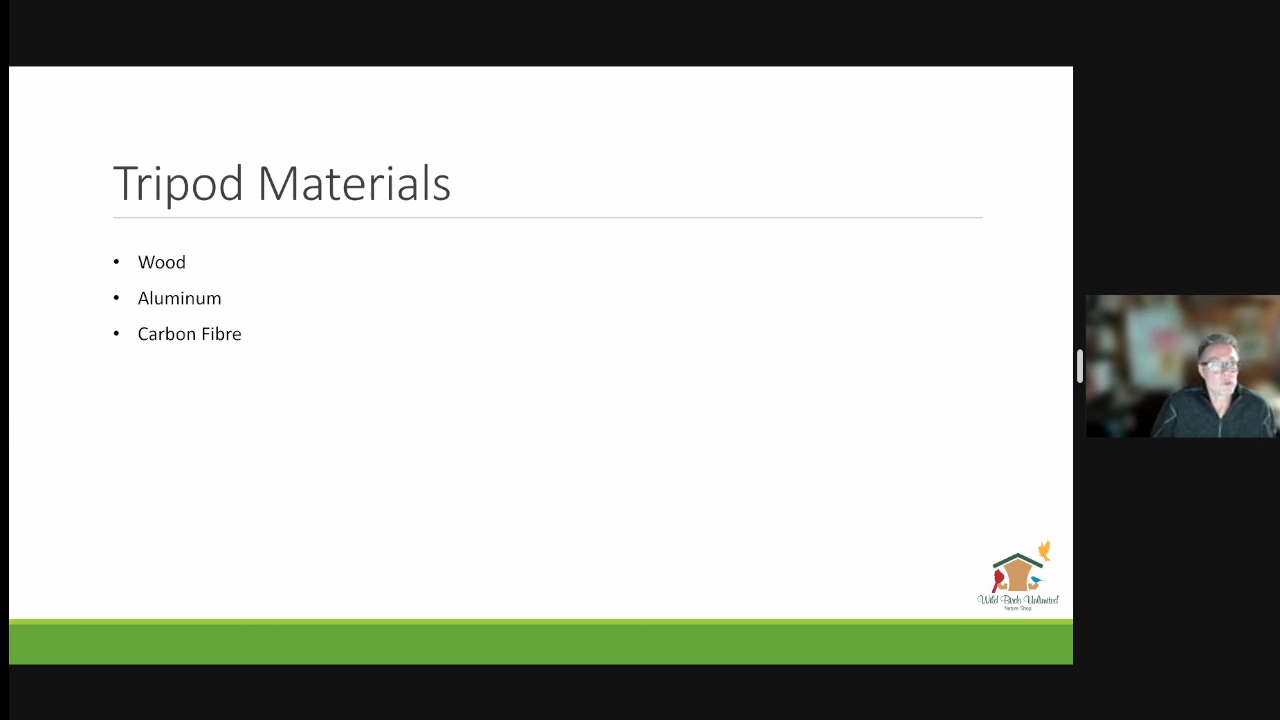 Tripod Materials
• Wood
• Aluminum
• Carbon Fibre
Wild Birds Unlimited
Nature Shop